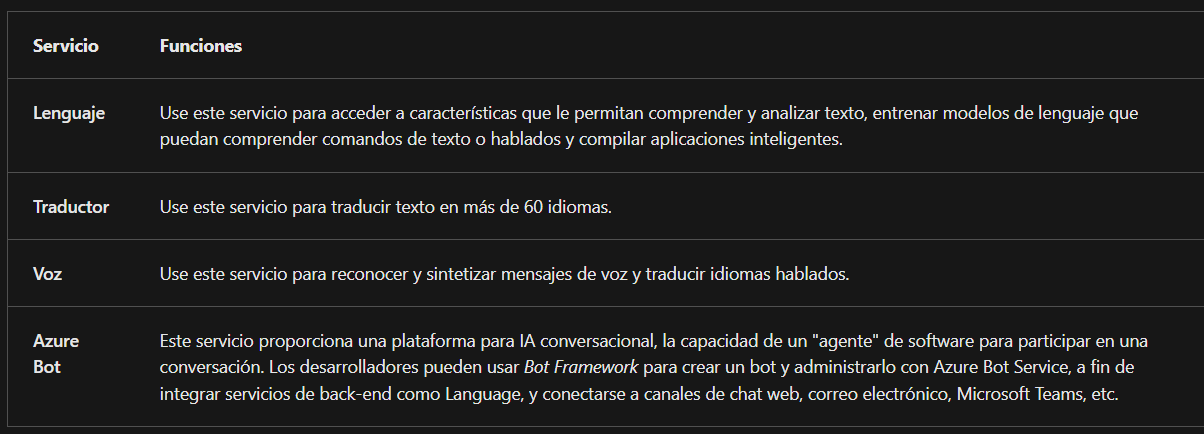 Servicio Funciones
Lenguaje Use este servicio para acceder a características que le permitan comprender y analizar texto, entrenar modelos de lenguaje que
puedan comprender comandos de texto o hablados y compilar aplicaciones inteligentes.
Traductor Use este servicio para traducir texto en más de 60 idiomas.
Voz Use este servicio para reconocer y sintetizar mensajes de voz y traducir idiomas hablados.
Azure Este servicio proporciona una plataforma para IA conversacional, la capacidad de un "agente" de software para participar en una
Bot conversación. Los desarrolladores pueden usar Bot Framework para crear un bot y administrarlo con Azure Bot Service, a fin de
integrar servicios de back-end como Language, y conectarse a canales de chat web, correo electrónico, Microsoft Teams, etc.